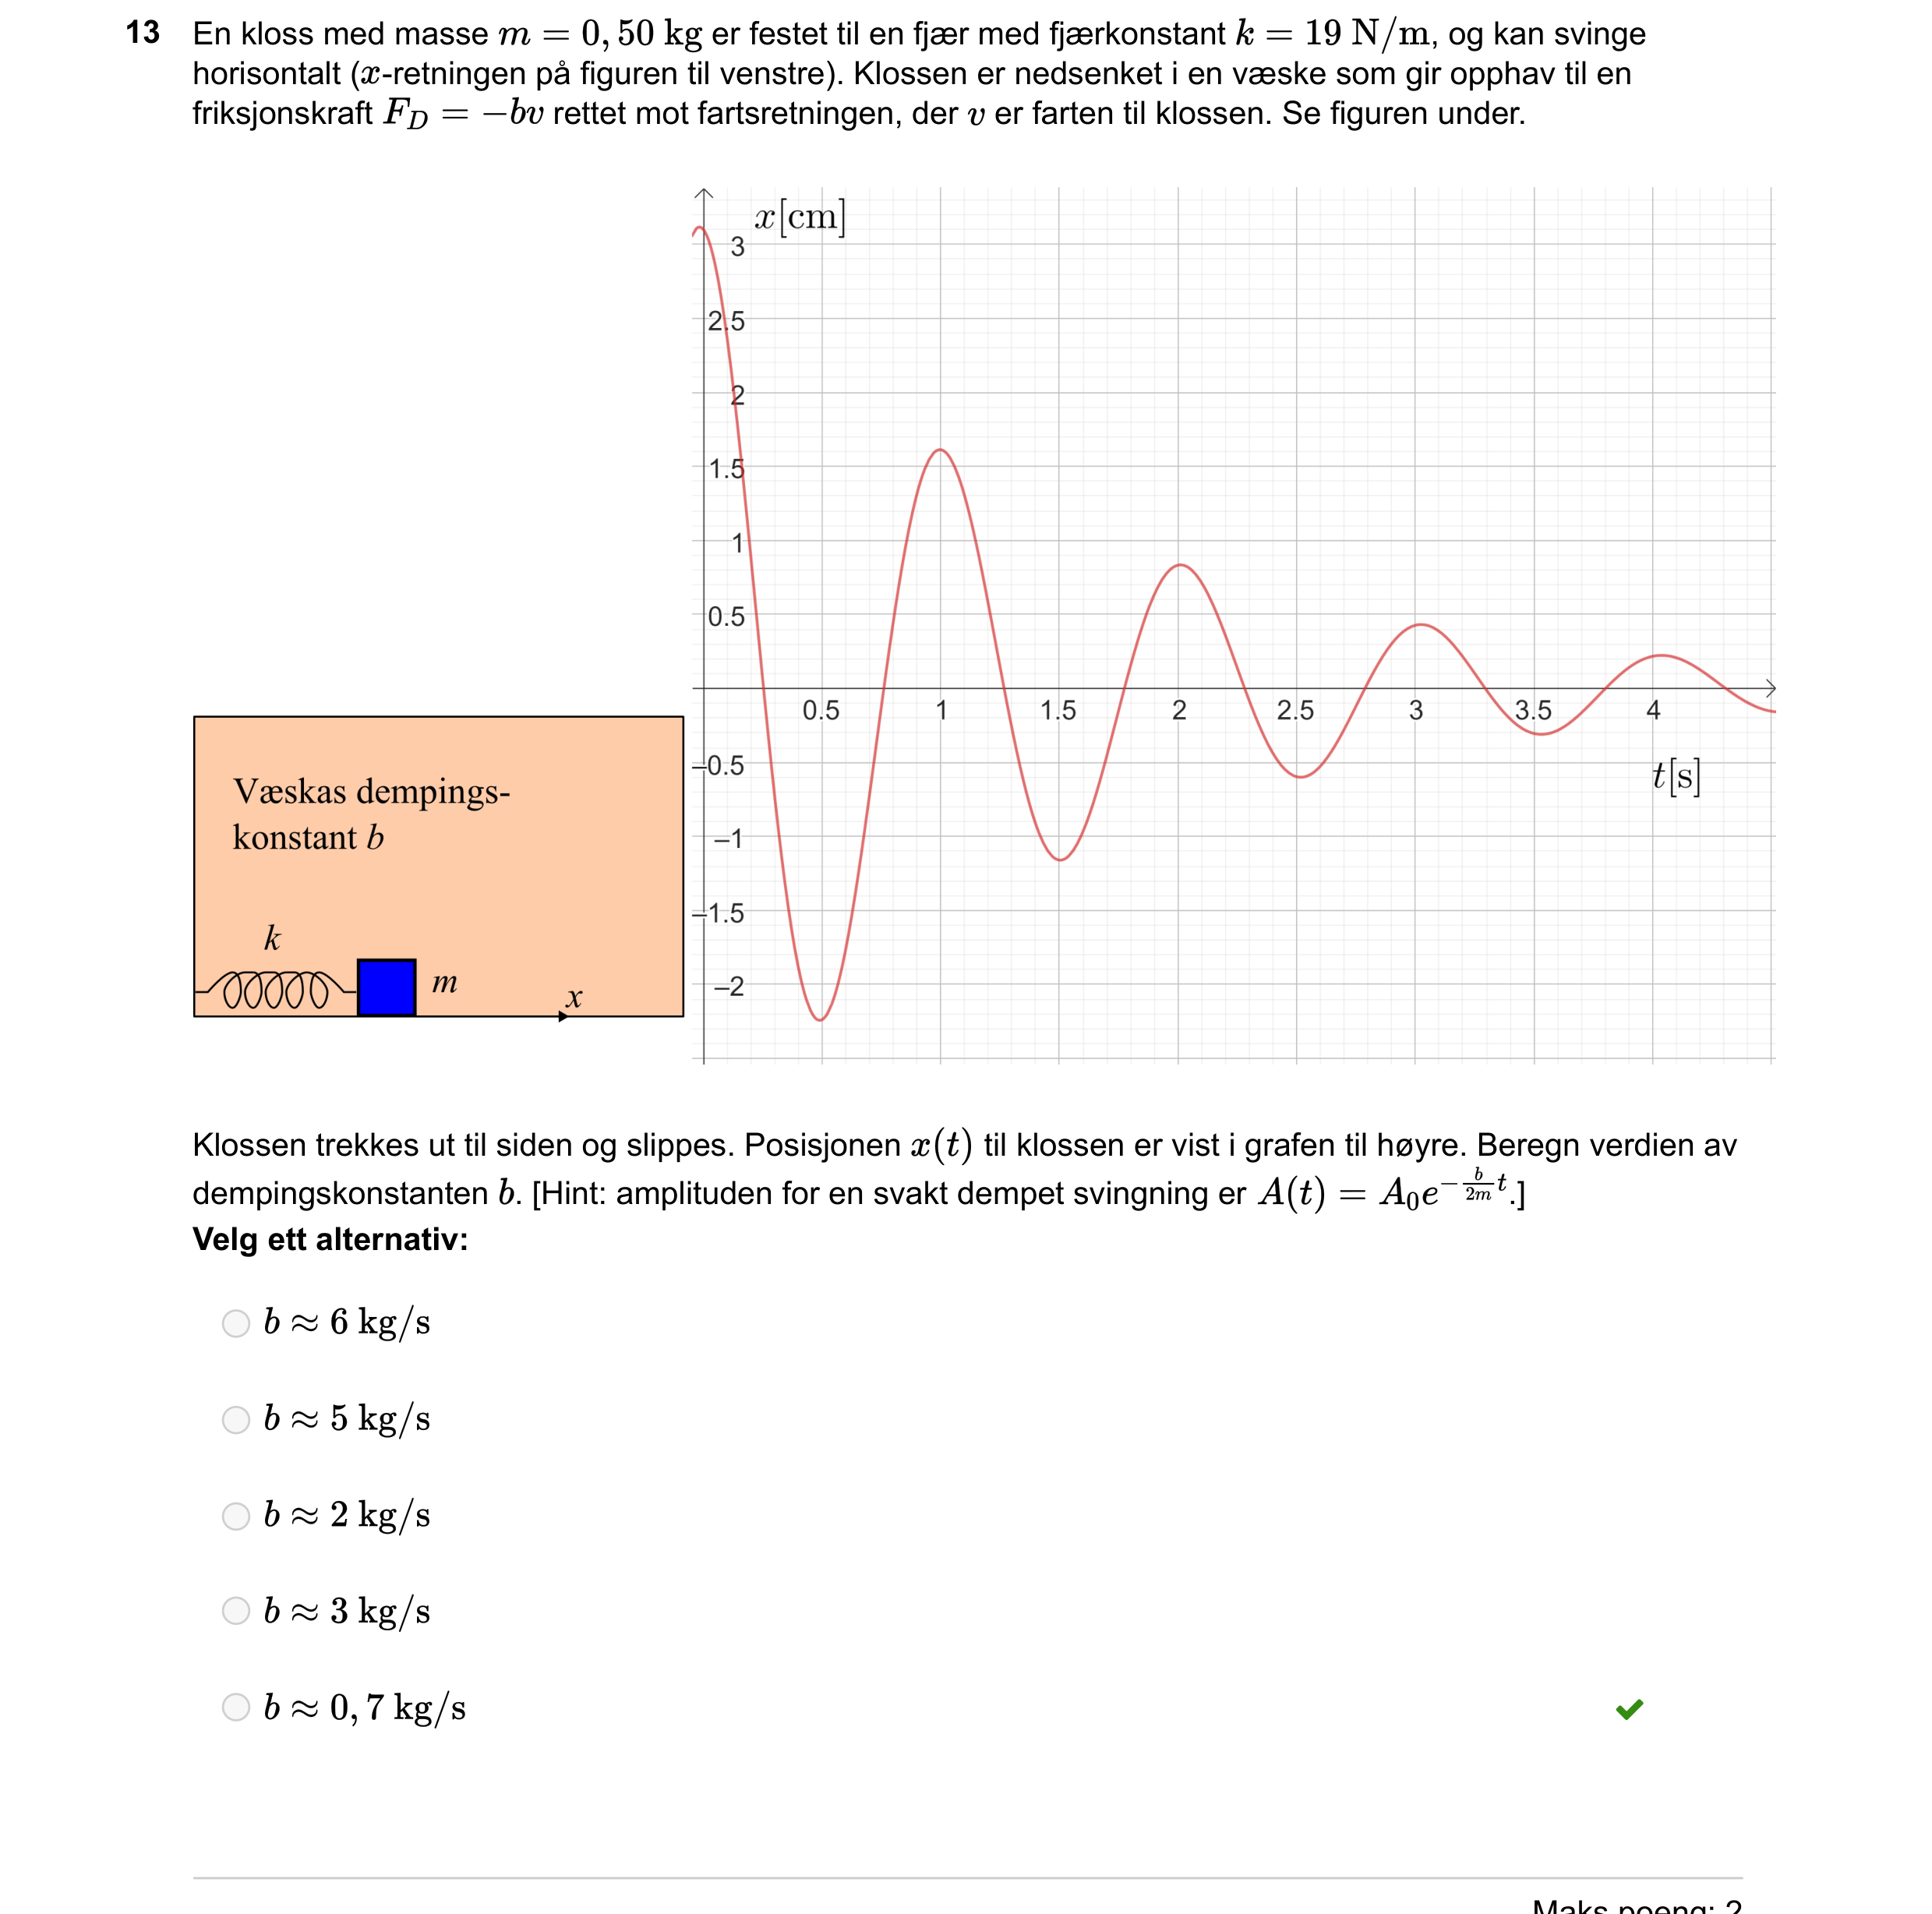 13 En kloss med masse m = 0, 50 kg er festet til en fjær med fjærkonstant k = 19 N/m, og kan svinge
horisontalt (x-retningen på figuren til venstre). Klossen er nedsenket i en væske som gir opphav til en
friksjonskraft F_D = −bv rettet mot fartsretningen, der v er farten til klossen. Se figuren under.
x[cm]
3
2.5
2
1.5
1
0.5
0.5 1 1.5 2 2.5 3 3.5 4
−0.5
t[s]
−1
−1.5
−2
Væskas dempings-
konstant b
k
m
x
Klossen trekkes ut til siden og slippes. Posisjonen x(t) til klossen er vist i grafen til høyre. Beregn verdien av
dempingskonstanten b. [Hint: amplituden for en svakt dempet svingning er A(t) = A₀e^{−\frac{b}{2m}t}.]
Velg ett alternativ:
b ≈ 6 kg/s
b ≈ 5 kg/s
b ≈ 2 kg/s
b ≈ 3 kg/s
b ≈ 0, 7 kg/s
Maks poeng: 2